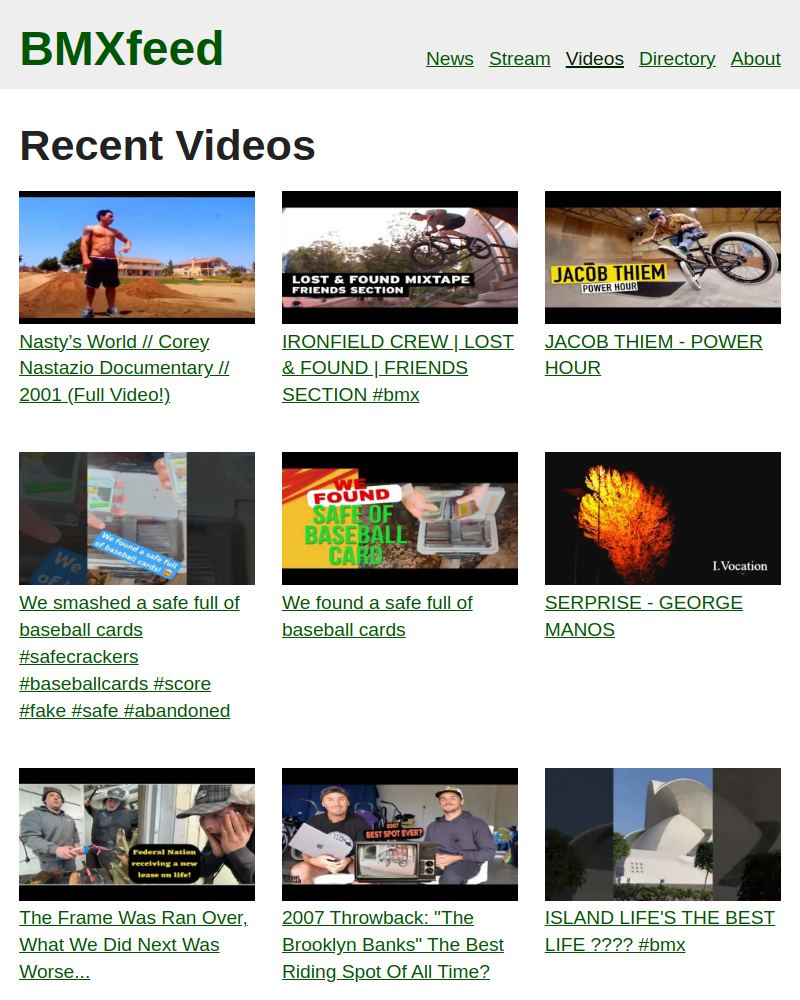 BMXfeed
News Stream Videos Directory About
Recent Videos
LOST & FOUND MIXTAPE
FRIENDS SECTION
JACOB THIEM
POWER HOUR
Nasty's World // Corey
Nastazio Documentary //
2001 (Full Video!)
IRONFIELD CREW | LOST
& FOUND | FRIENDS
SECTION #bmx
JACOB THIEM - POWER
HOUR
We found a safe full
of baseball cards!
We
of
WE
FOUND
SAFE OF
BASEBALL
CARD
I.Vocation
We smashed a safe full of
baseball cards
#safecrackers
#baseballcards #score
#fake #safe #abandoned
We found a safe full of
baseball cards
SERPRISE - GEORGE
MANOS
Federal Nation
receiving a new
lease on life!
2007
BEST SPOT EVER?
The Frame Was Ran Over,
What We Did Next Was
Worse...
2007 Throwback: "The
Brooklyn Banks" The Best
Riding Spot Of All Time?
ISLAND LIFE'S THE BEST
LIFE ???? #bmx